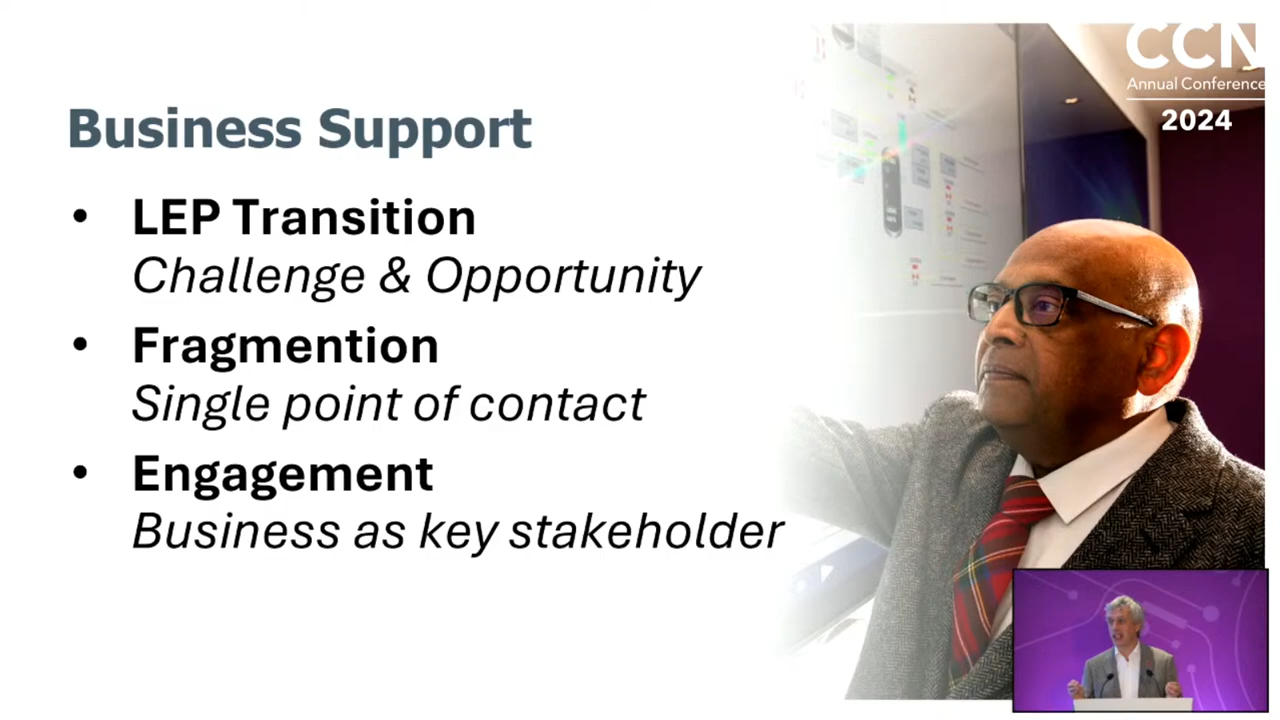 CCN
Annual Conference
2024
Business Support
• LEP Transition
Challenge & Opportunity
• Fragmention
Single point of contact
• Engagement
Business as key stakeholder